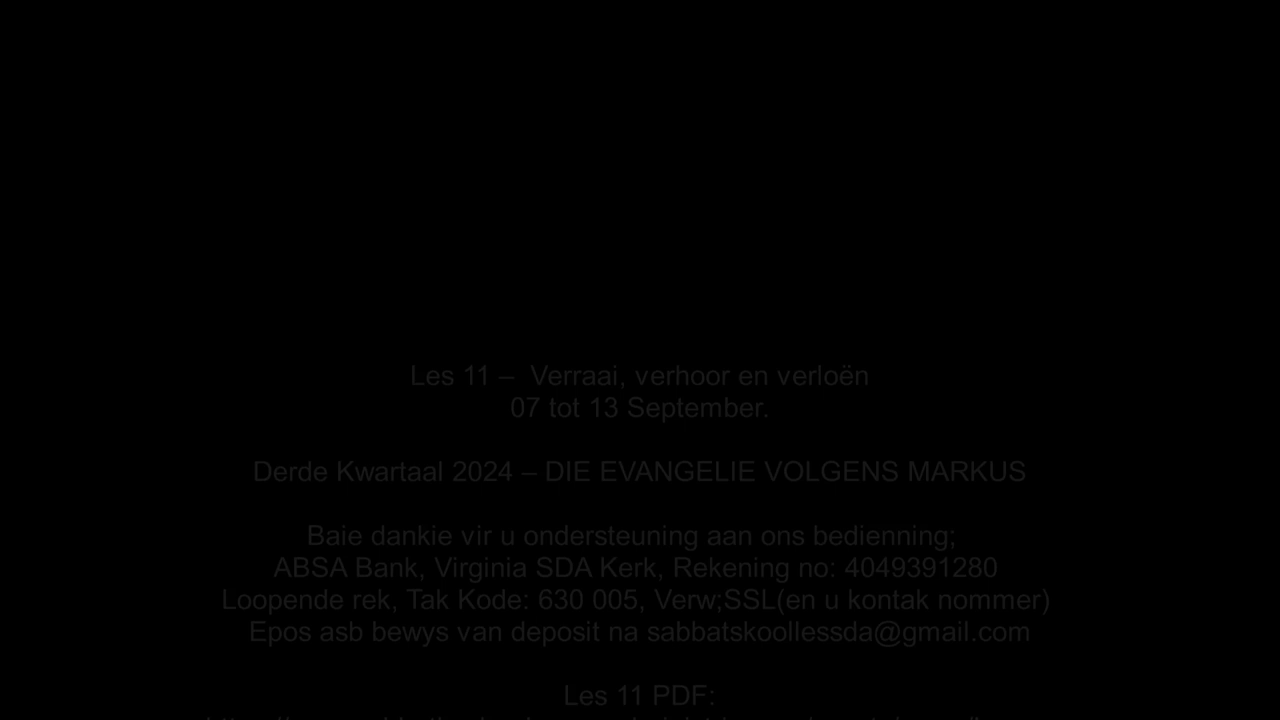 Les 11 –  Verraai, verhoor en verloën
07 tot 13 September.
Derde Kwartaal 2024 – DIE EVANGELIE VOLGENS MARKUS
Baie dankie vir u ondersteuning aan ons bedienning;
ABSA Bank, Virginia SDA Kerk, Rekening no: 4049391280
Loopende rek, Tak Kode: 630 005, Verw;SSL(en u kontak nommer)
Epos asb bewys van deposit na sabbatskoollessda@gmail.com
Les 11 PDF: